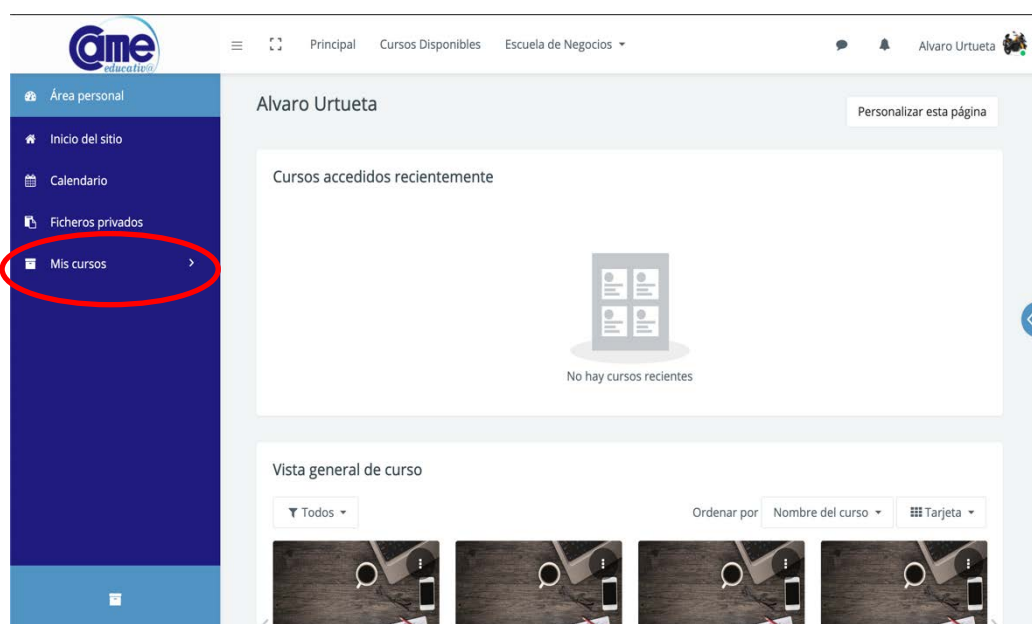 Came
educativ@
Principal Cursos Disponibles Escuela de Negocios
Alvaro Urtueta
Área personal
Inicio del sitio
Calendario
Ficheros privados
Mis cursos
Alvaro Urtueta
Personalizar esta página
Cursos accedidos recientemente
No hay cursos recientes
Vista general de curso
Todos
Ordenar por Nombre del curso Tarjeta